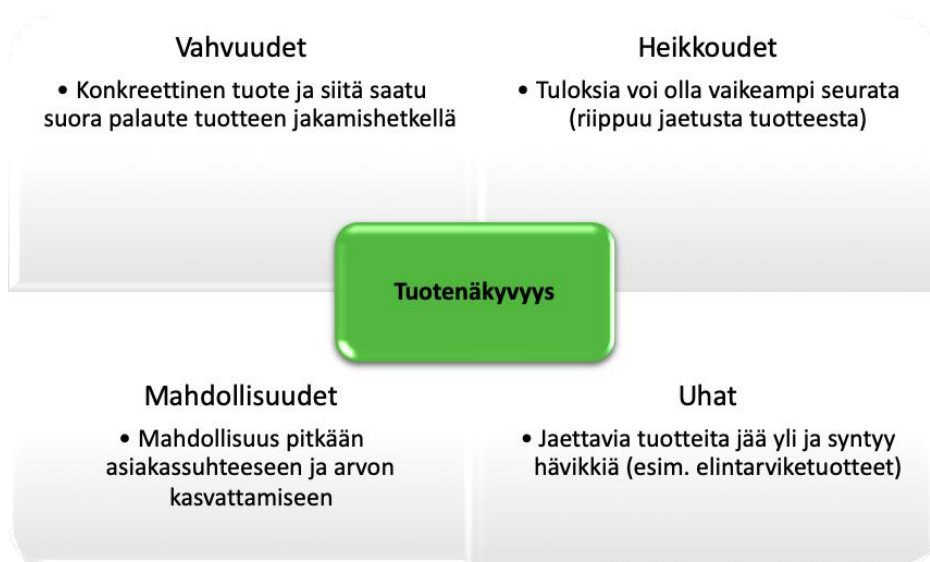 Vahvuudet
• Konkreettinen tuote ja siitä saatu
suora palaute tuotteen jakamishetkellä
Heikkoudet
• Tuloksia voi olla vaikeampi seurata
(riippuu jaetusta tuotteesta)
Tuotenäkyvyys
Mahdollisuudet
• Mahdollisuus pitkään
asiakassuhteeseen ja arvon
kasvattamiseen
Uhat
• Jaettavia tuotteita jää yli ja syntyy
hävikkiä (esim. elintarviketuotteet)